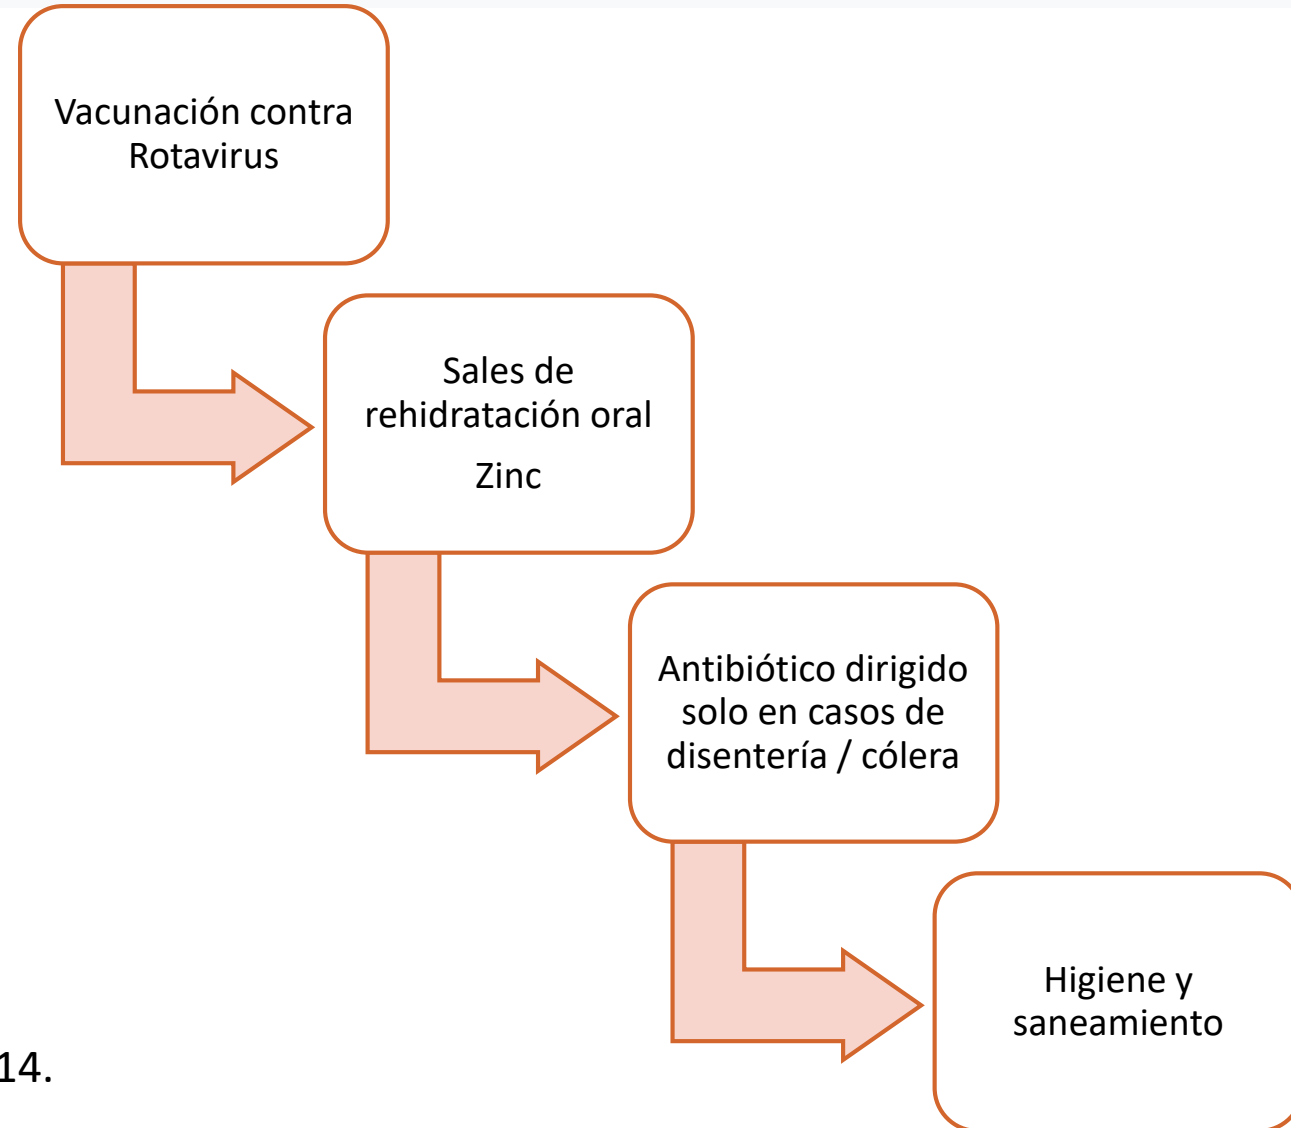 Vacunación contra
Rotavirus
Sales de
rehidratación oral
Zinc
Antibiótico dirigido
solo en casos de
disentería / cólera
Higiene y
saneamiento
14.